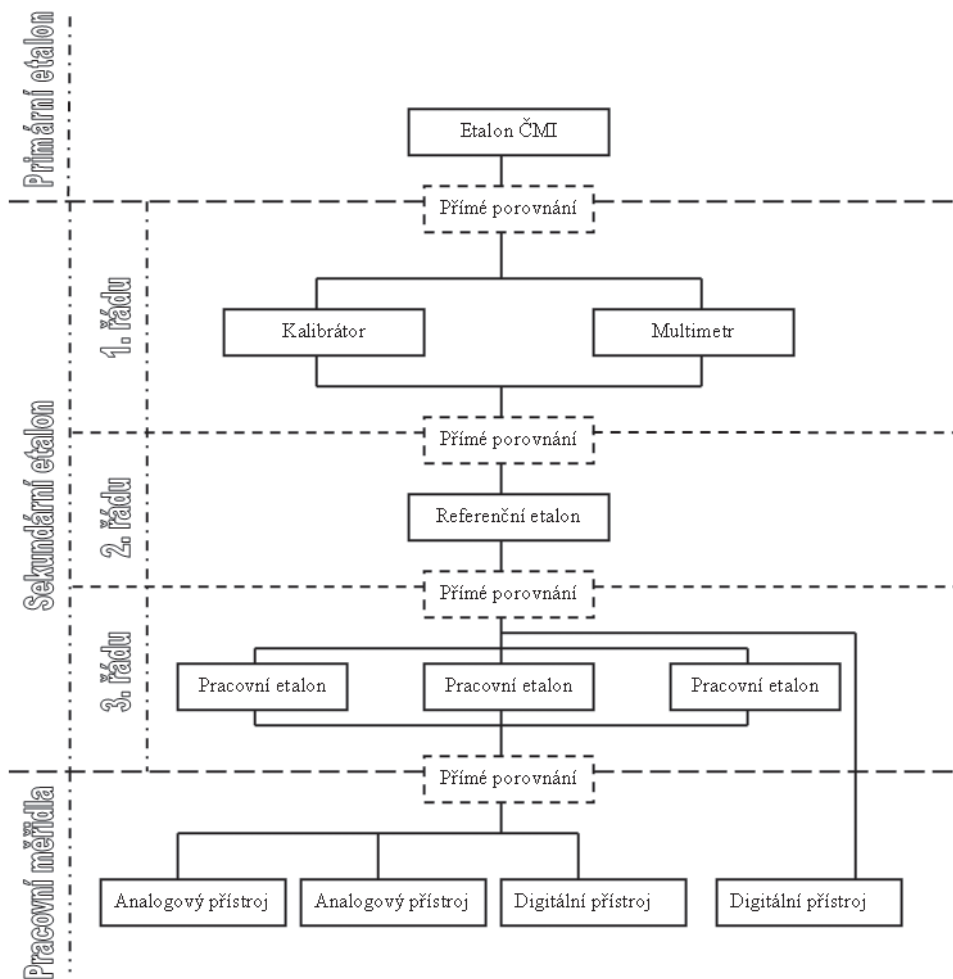 Primární etalon
Etalon ČMI
Přímé porovnání
Sekundární etalon
1. řádu
Kalibrátor
Multimetr
Přímé porovnání
2. řádu
Referenční etalon
Přímé porovnání
3. řádu
Pracovní etalon
Pracovní etalon
Pracovní etalon
Přímé porovnání
Pracovní měřidla
Analogový přístroj
Analogový přístroj
Digitální přístroj
Digitální přístroj